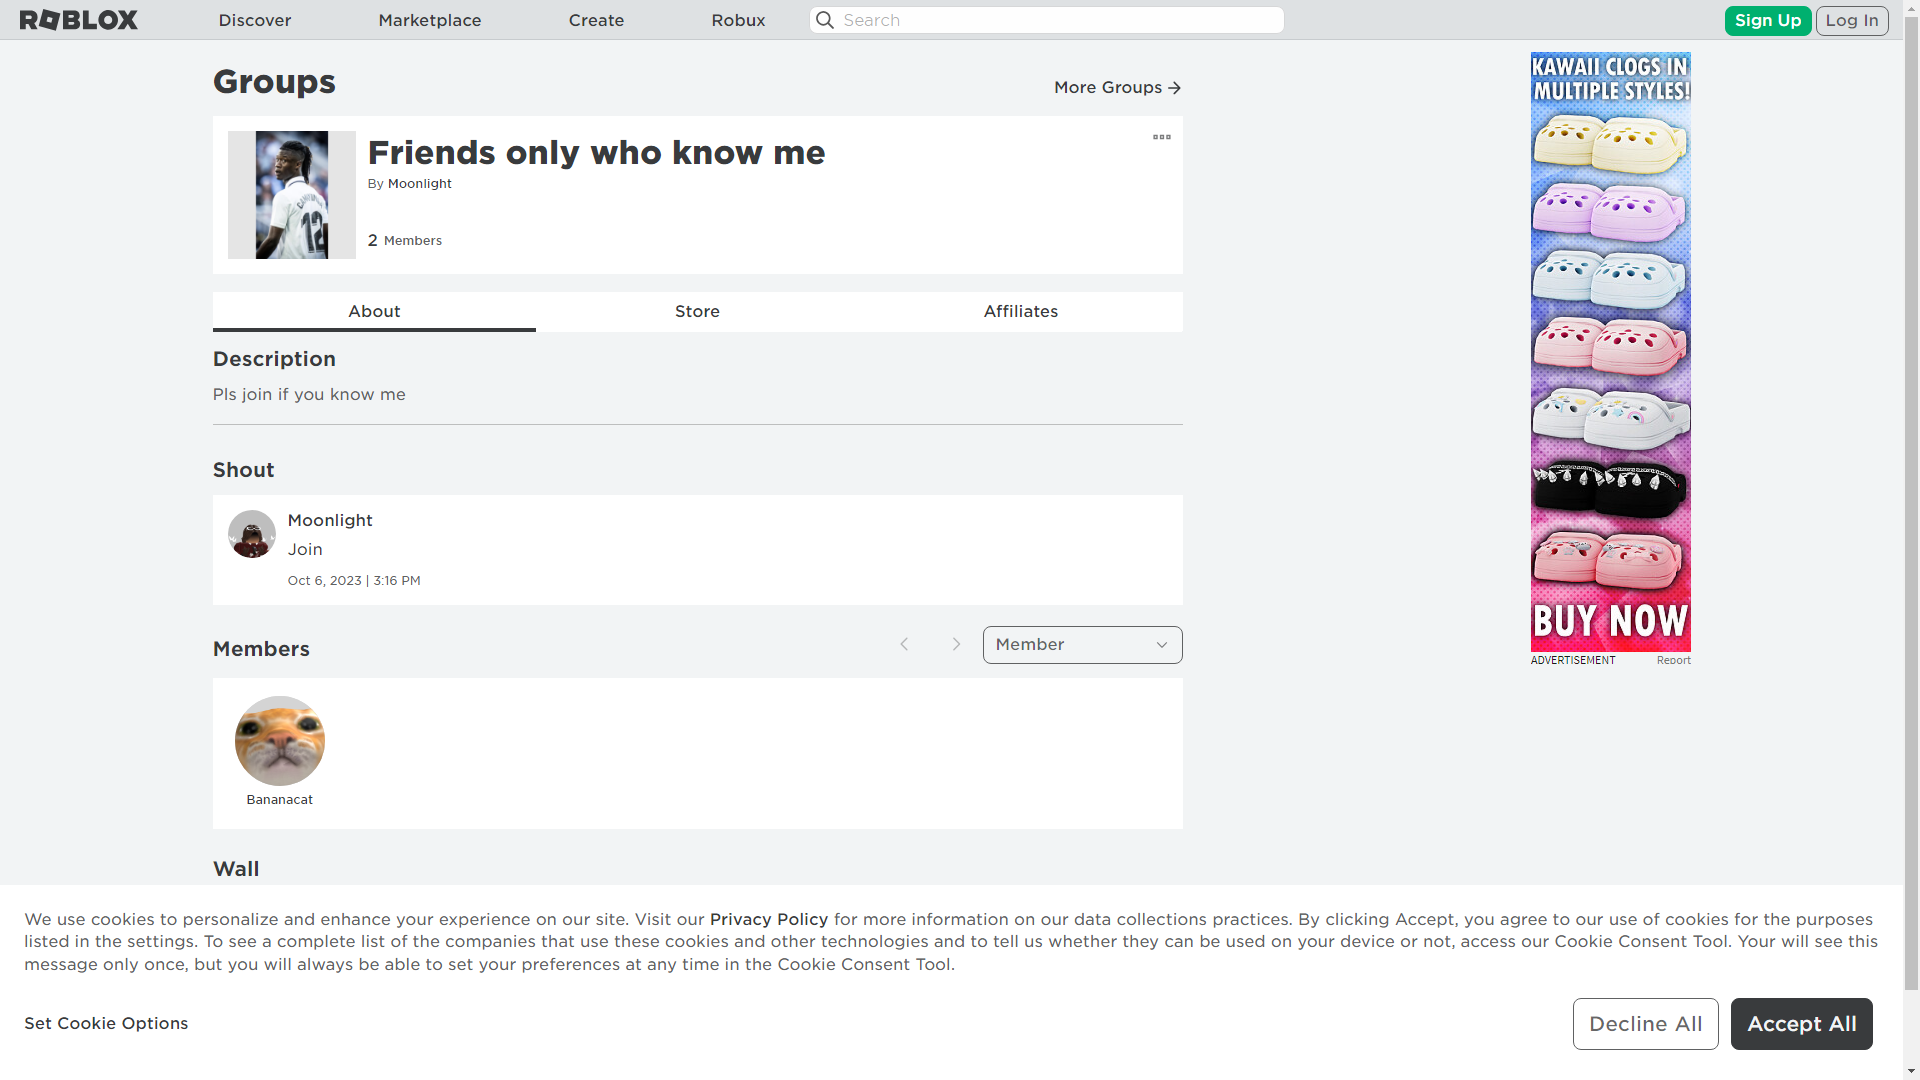 ROBLOX
Discover
Marketplace
Create
Robux
Search
Sign Up
Log In
Groups
More Groups
Friends only who know me
By Moonlight
2 Members
About
Store
Affiliates
Description
Pls join if you know me
Shout
Moonlight
Join
Oct 6, 2023 | 3:16 PM
Members
Member
Bananacat
Wall
KAWAII CLOGS IN
MULTIPLE STYLES!
BUY NOW
ADVERTISEMENT
Report
We use cookies to personalize and enhance your experience on our site. Visit our Privacy Policy for more information on our data collections practices. By clicking Accept, you agree to our use of cookies for the purposes
listed in the settings. To see a complete list of the companies that use these cookies and other technologies and to tell us whether they can be used on your device or not, access our Cookie Consent Tool. Your will see this
message only once, but you will always be able to set your preferences at any time in the Cookie Consent Tool.
Set Cookie Options
Decline All
Accept All